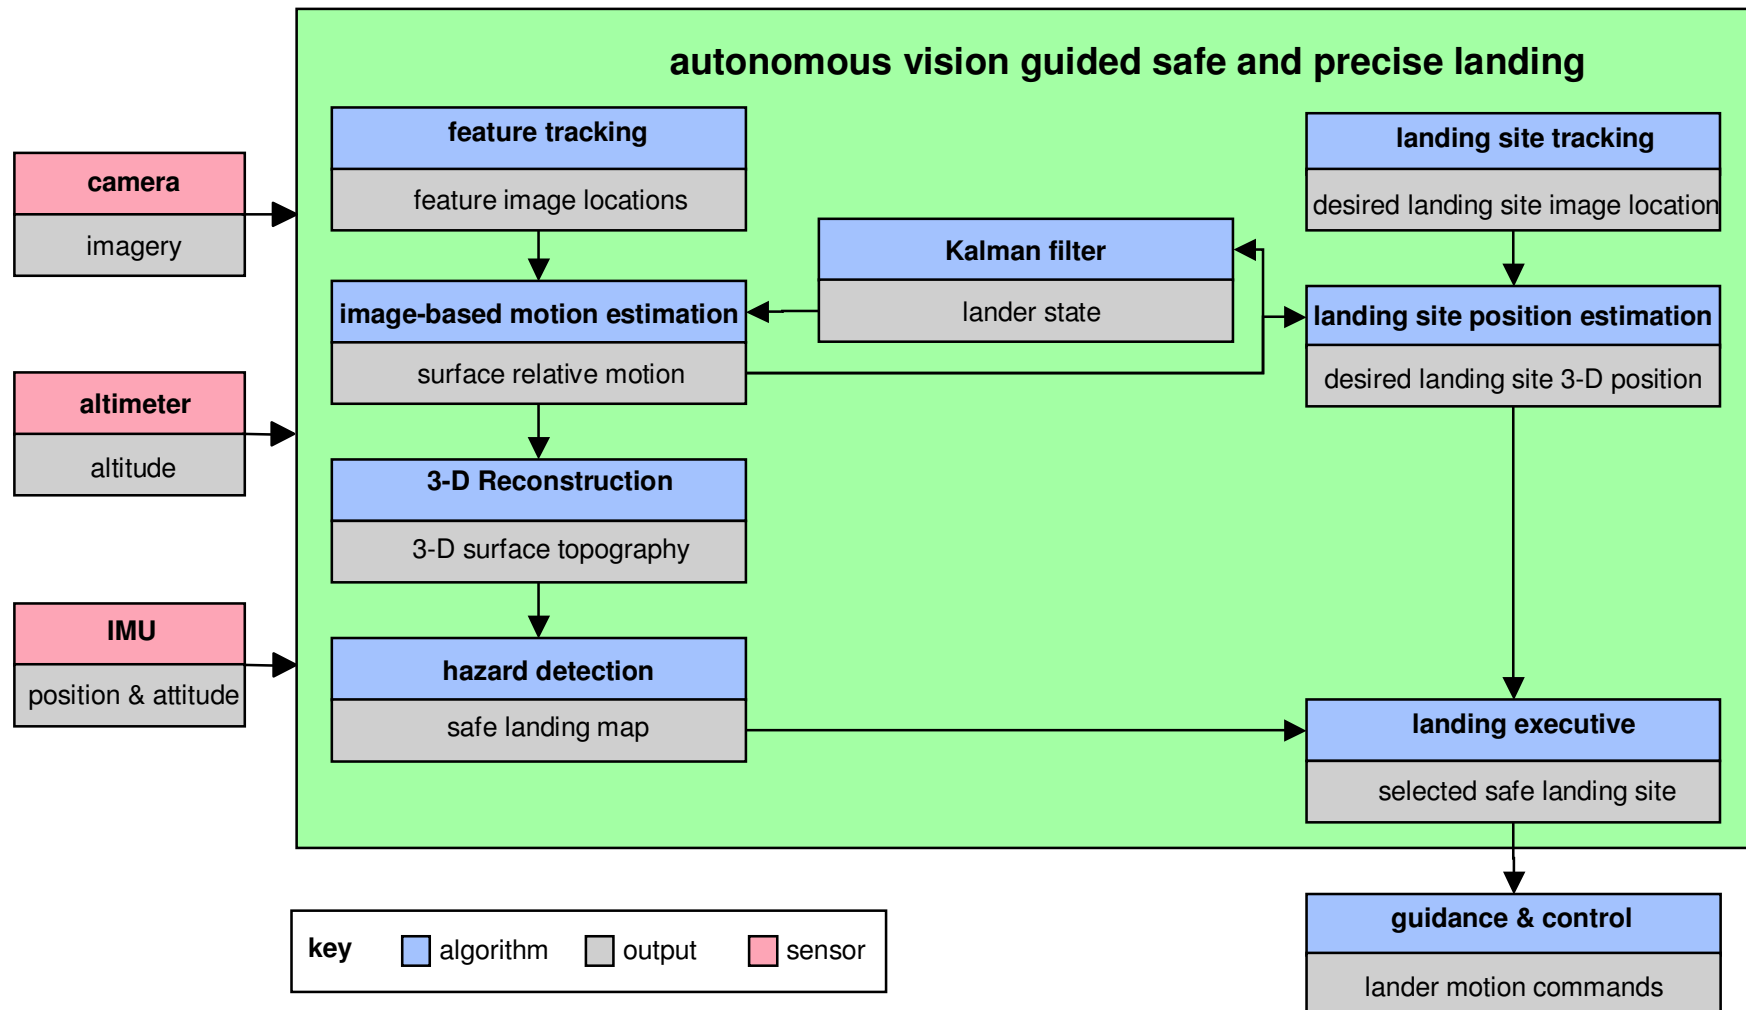 autonomous vision guided safe and precise landing
camera
imagery
altimeter
altitude
IMU
position & attitude
feature tracking
feature image locations
image-based motion estimation
surface relative motion
3-D Reconstruction
3-D surface topography
hazard detection
safe landing map
Kalman filter
lander state
landing site tracking
desired landing site image location
landing site position estimation
desired landing site 3-D position
landing executive
selected safe landing site
guidance & control
lander motion commands
key algorithm output sensor